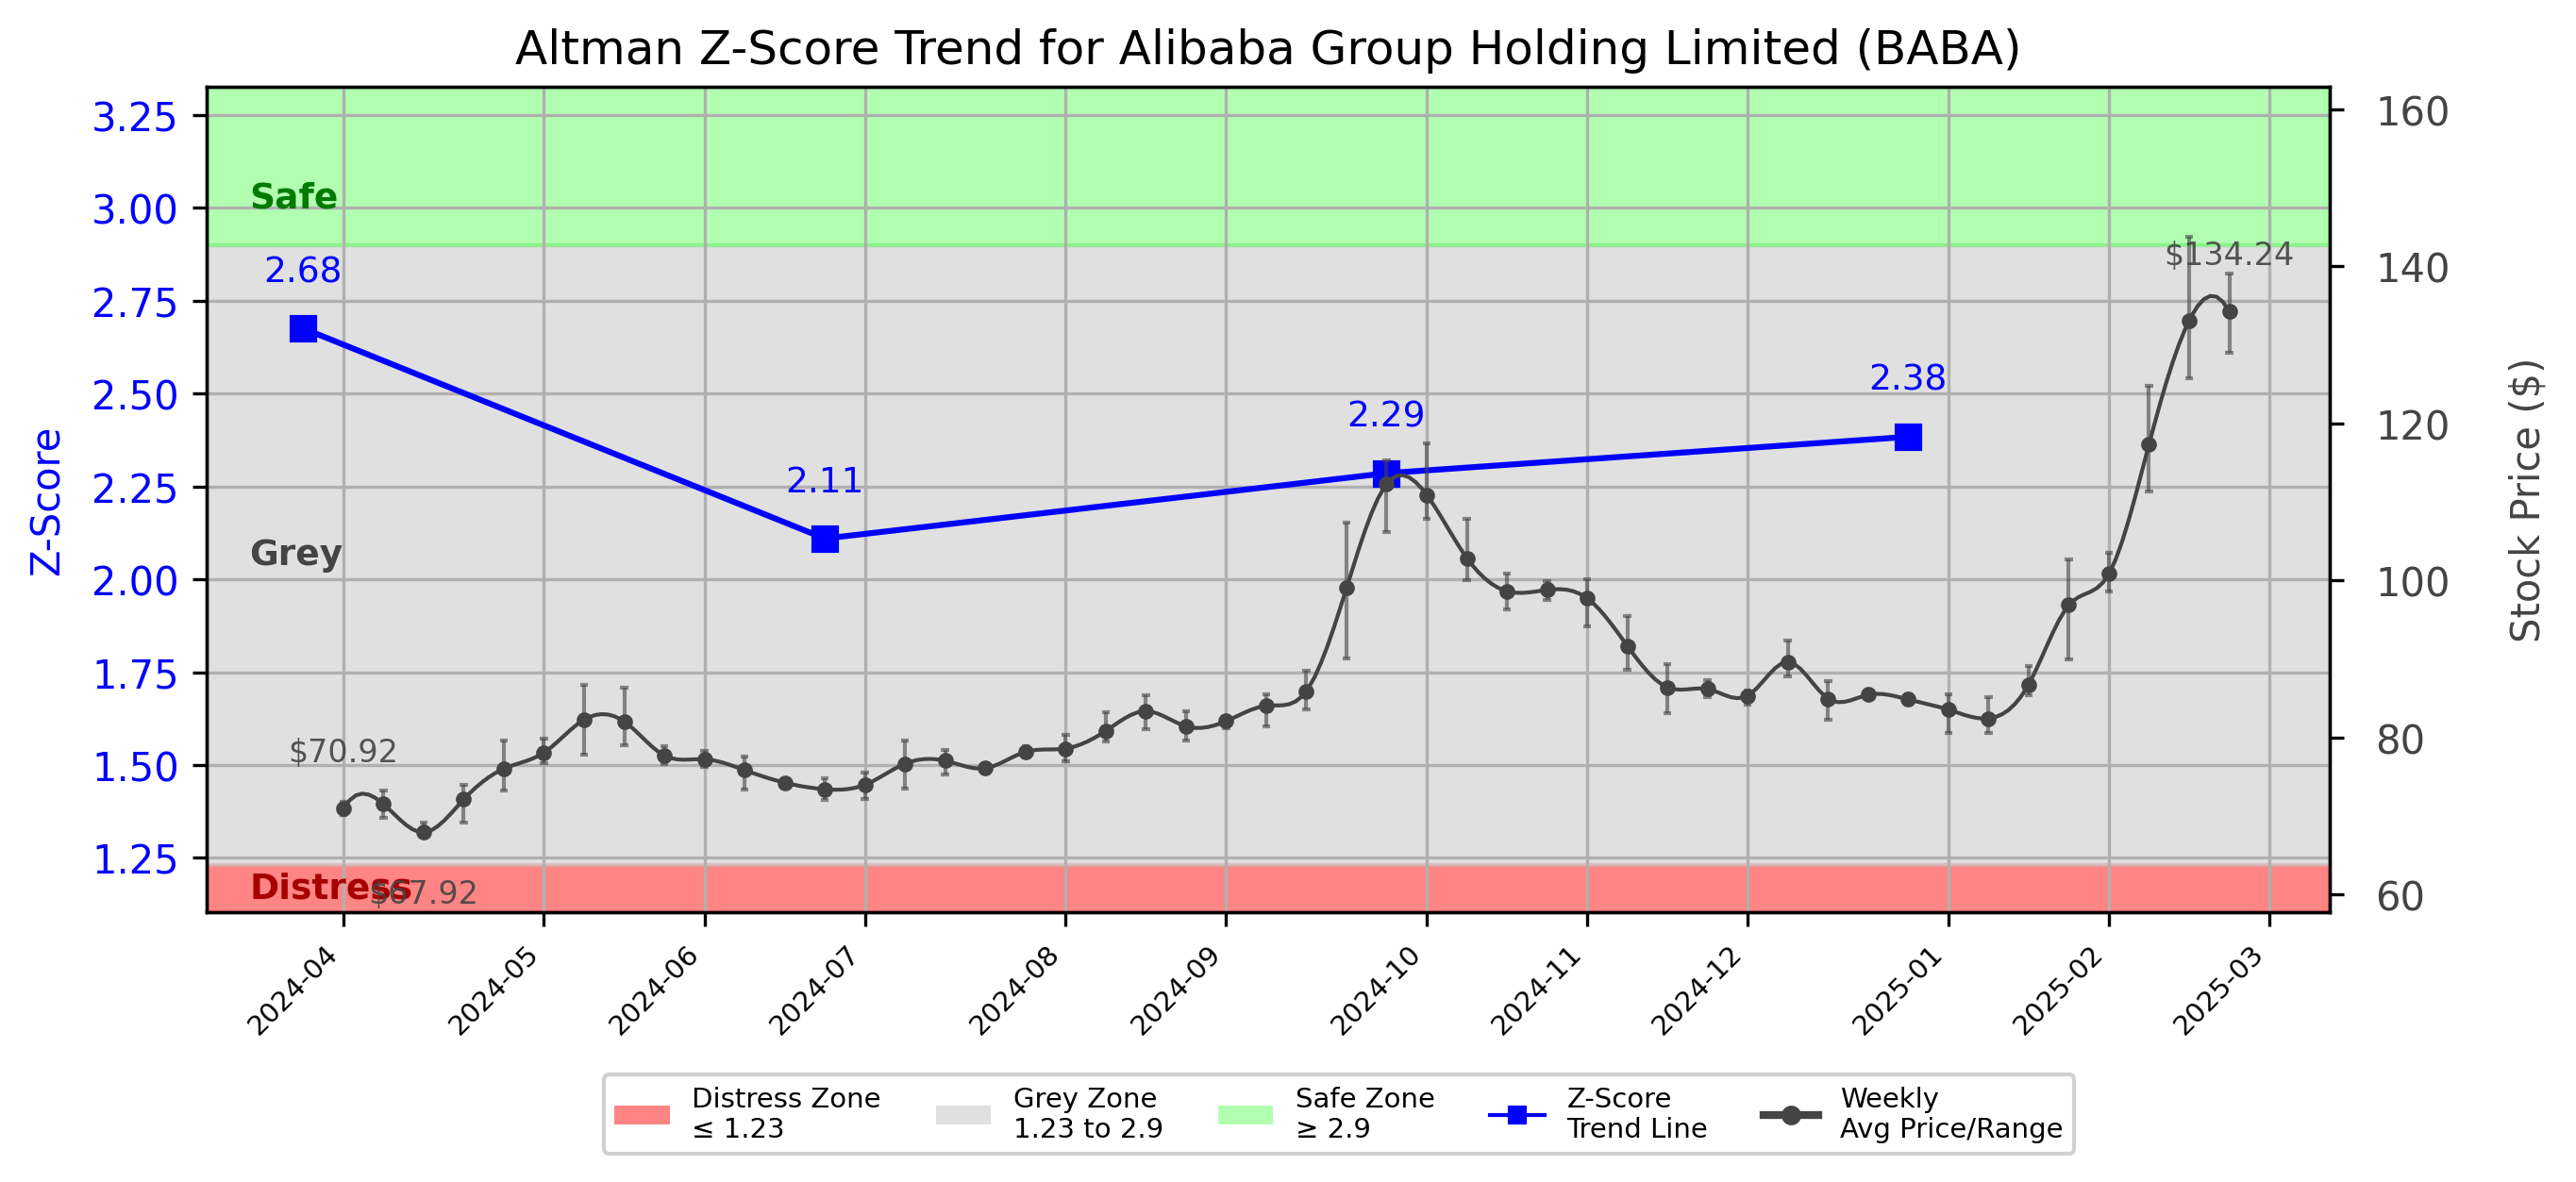 Altman Z-Score Trend for Alibaba Group Holding Limited (BABA)
Z-Score
3.25
3.00
2.75
2.50
2.25
2.00
1.75
1.50
1.25
Safe
Grey
Distress
2.68
2.11
2.29
2.38
$70.92
$67.92
$134.24
160
140
120
100
80
60
Stock Price ($)
2024-04
2024-05
2024-06
2024-07
2024-08
2024-09
2024-10
2024-11
2024-12
2025-01
2025-02
2025-03
Distress Zone
≤ 1.23
Grey Zone
1.23 to 2.9
Safe Zone
≥ 2.9
Z-Score
Trend Line
Weekly
Avg Price/Range